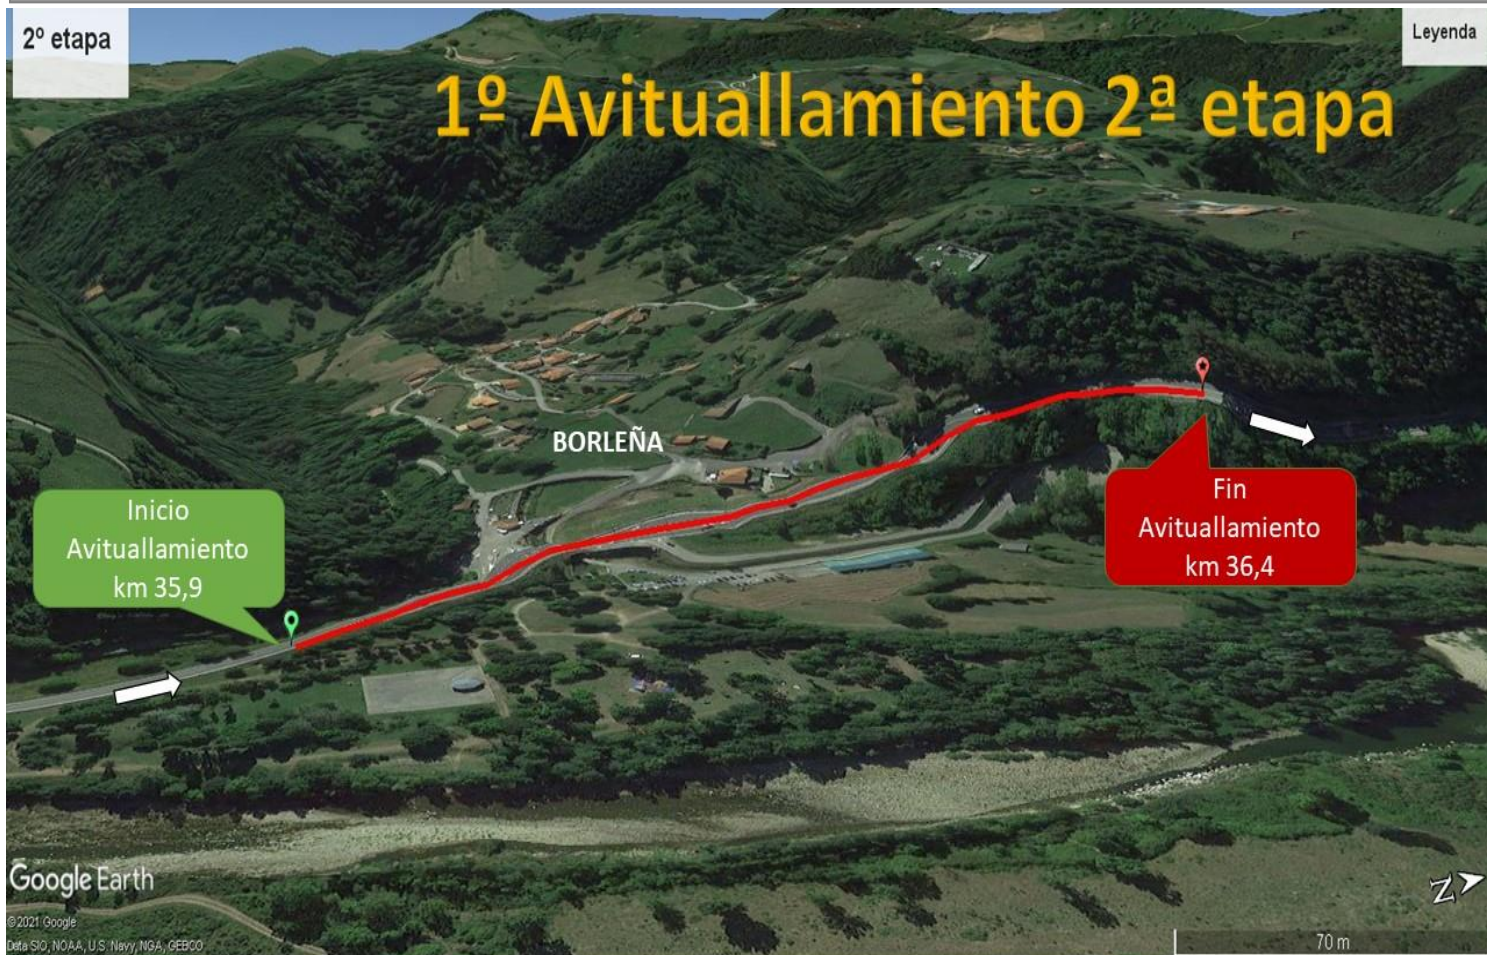 2º etapa
Leyenda
1º Avituallamiento 2ª etapa
BORLEÑA
Inicio
Avituallamiento
km 35,9
Fin
Avituallamiento
km 36,4
Google Earth
©2021 Google
Data SIO, NOAA, U.S. Navy, NGA, GEBCO
N
70 m